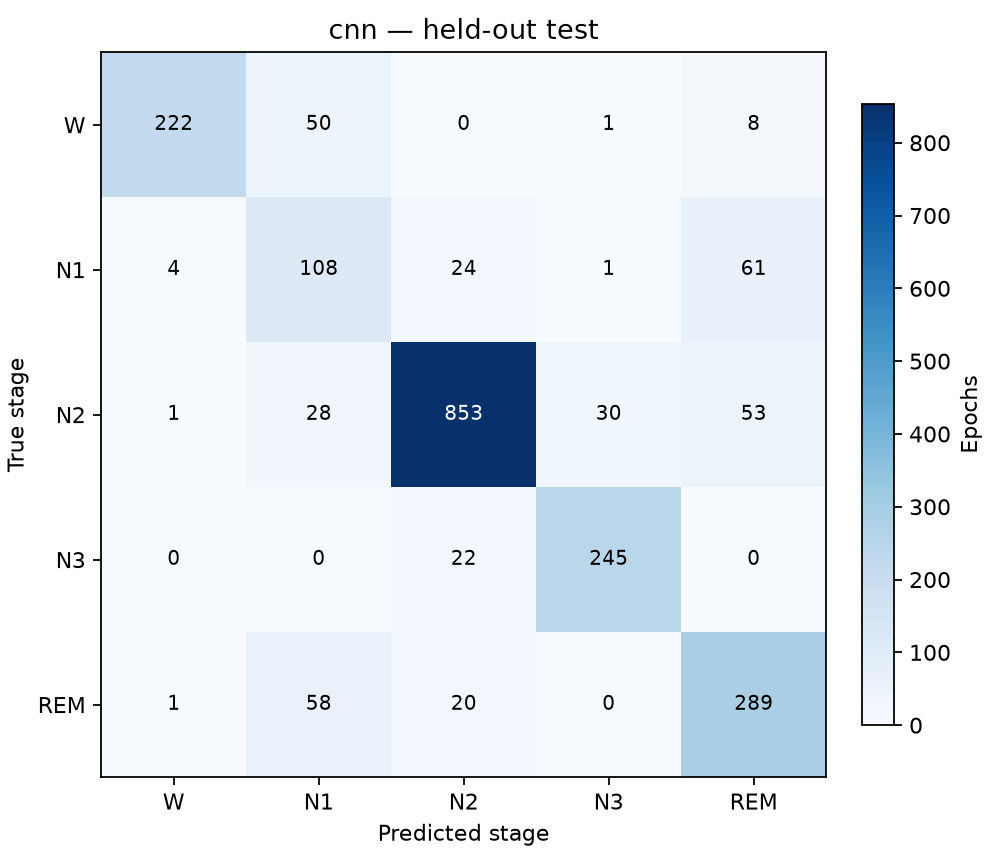 cnn — held-out test
W 222 50 0 1 8
N1 4 108 24 1 61
N2 1 28 853 30 53
N3 0 0 22 245 0
REM 1 58 20 0 289
W N1 N2 N3 REM
Predicted stage
True stage
800
700
600
500
400
300
200
100
0
Epochs